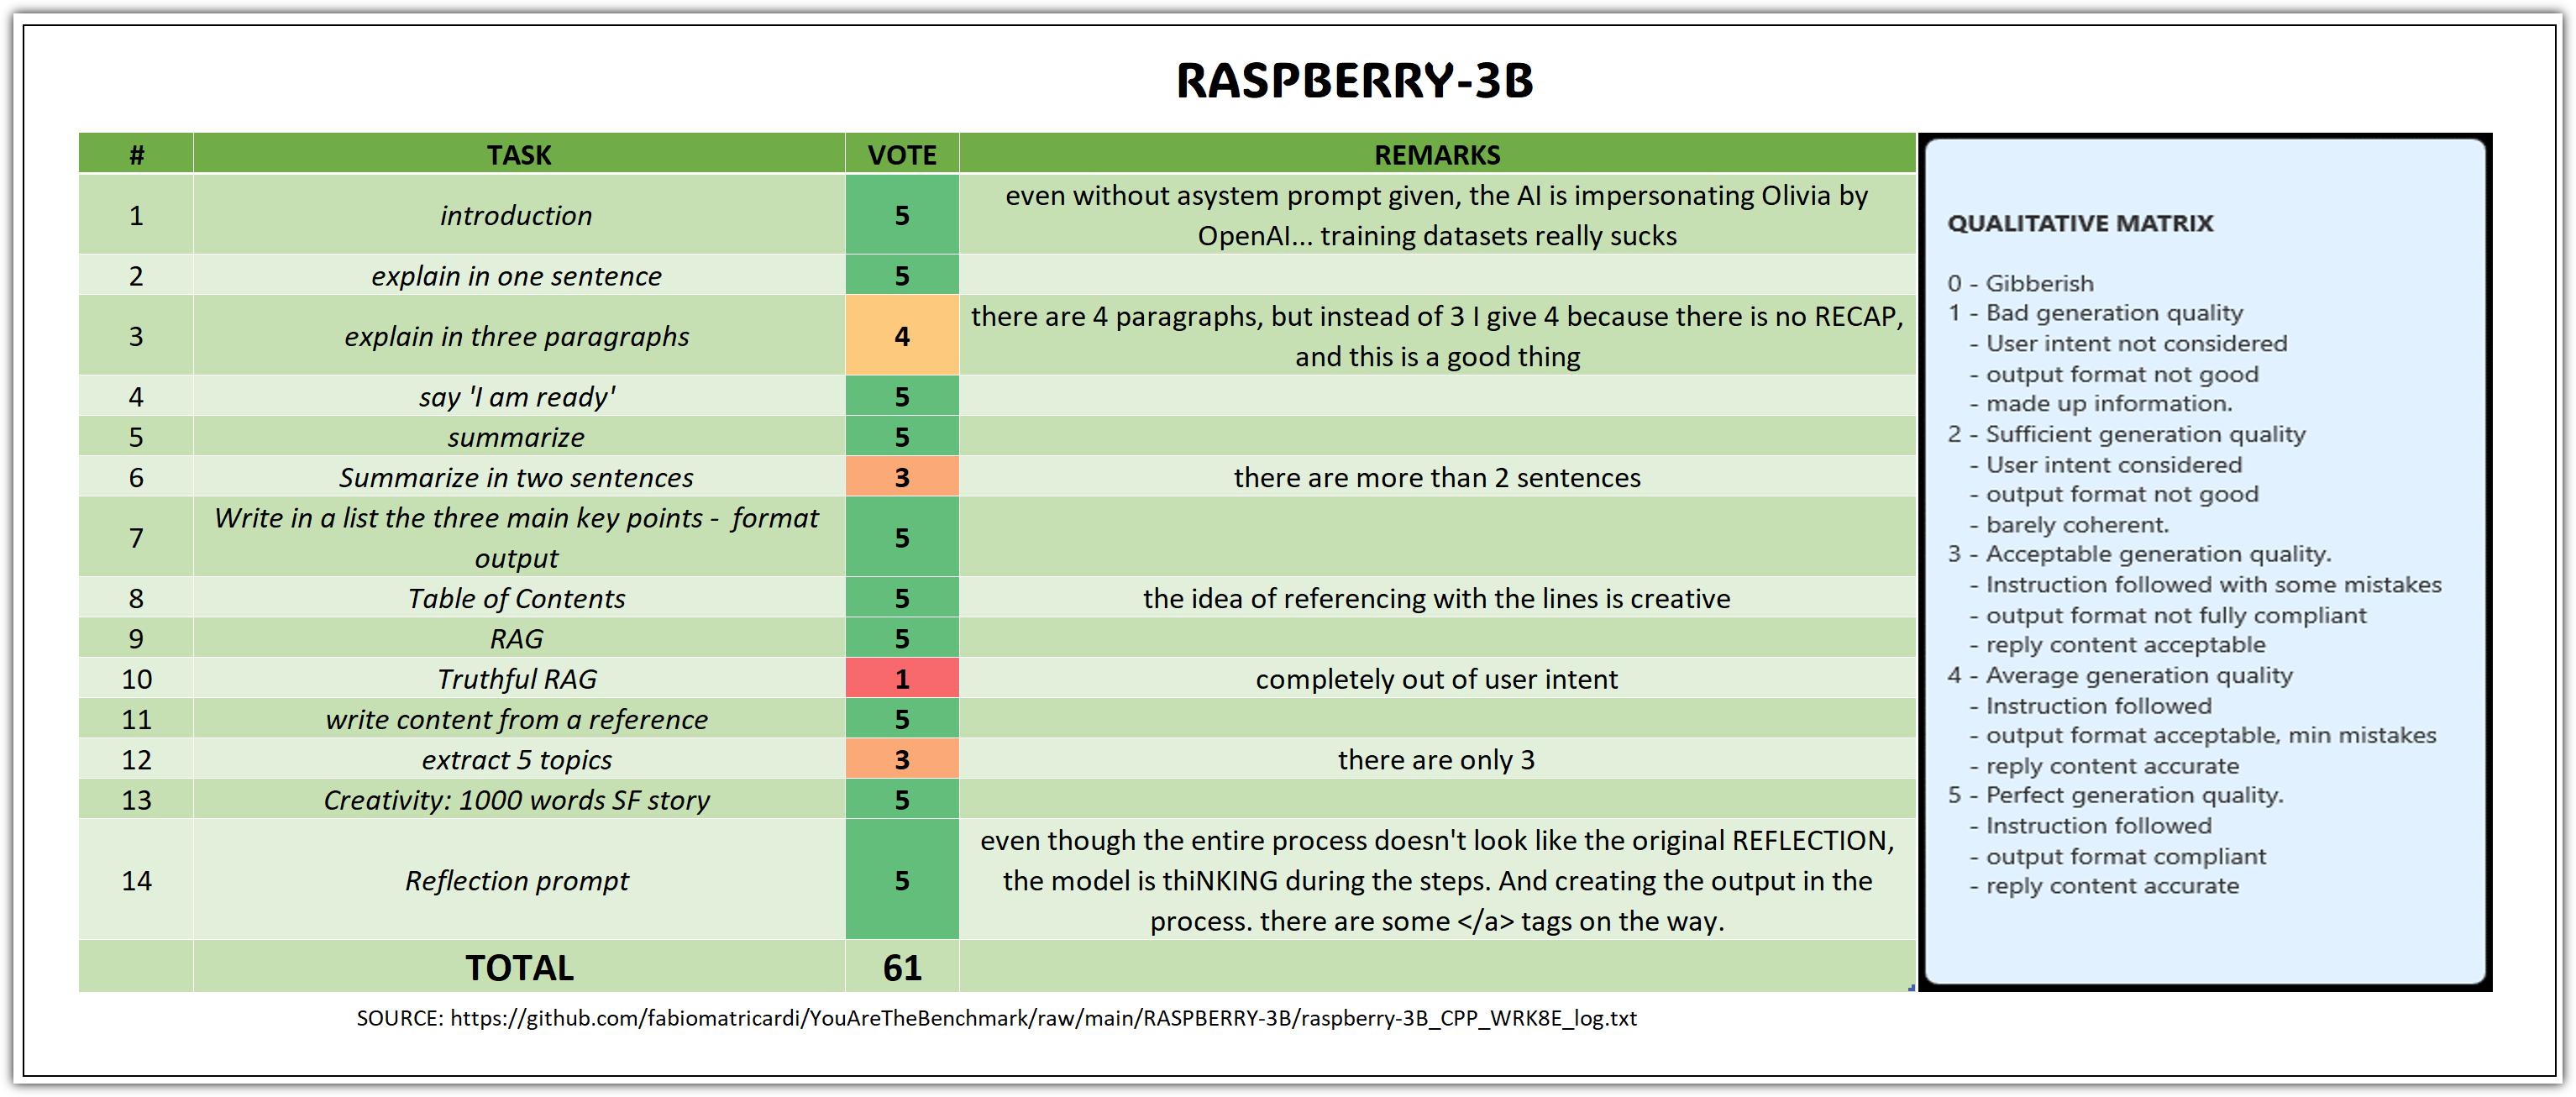 RASPBERRY-3B
# TASK VOTE REMARKS
1 introduction 5 even without asystem prompt given, the AI is impersonating Olivia by
OpenAI... training datasets really sucks
2 explain in one sentence 5
3 explain in three paragraphs 4 there are 4 paragraphs, but instead of 3 I give 4 because there is no RECAP,
and this is a good thing
4 say 'I am ready' 5
5 summarize 5
6 Summarize in two sentences 3 there are more than 2 sentences
7 Write in a list the three main key points - format
output 5
8 Table of Contents 5 the idea of referencing with the lines is creative
9 RAG 5
10 Truthful RAG 1 completely out of user intent
11 write content from a reference 5
12 extract 5 topics 3 there are only 3
13 Creativity: 1000 words SF story 5
14 Reflection prompt 5 even though the entire process doesn't look like the original REFLECTION,
the model is thiNKING during the steps. And creating the output in the
process. there are some </a> tags on the way.
TOTAL 61
QUALITATIVE MATRIX
0 - Gibberish
1 - Bad generation quality
- User intent not considered
- output format not good
- made up information.
2 - Sufficient generation quality
- User intent considered
- output format not good
- barely coherent.
3 - Acceptable generation quality.
- Instruction followed with some mistakes
- output format not fully compliant
- reply content acceptable
4 - Average generation quality
- Instruction followed
- output format acceptable, min mistakes
- reply content accurate
5 - Perfect generation quality.
- Instruction followed
- output format compliant
- reply content accurate
SOURCE: https://github.com/fabiomatricardi/YouAreTheBenchmark/raw/main/RASPBERRY-3B/raspberry-3B_CPP_WRK8E_log.txt